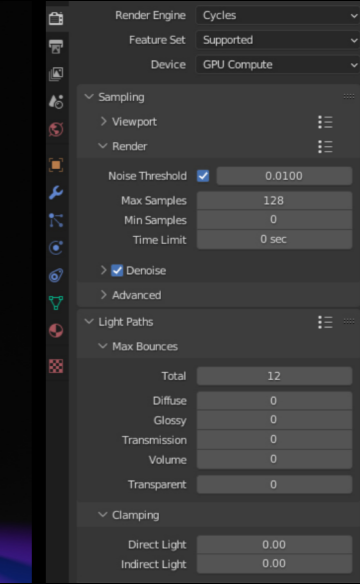 Render Engine Cycles
Feature Set Supported
Device GPU Compute
Sampling
Viewport
Render
Noise Threshold 0.0100
Max Samples 128
Min Samples 0
Time Limit 0 sec
Denoise
Advanced
Light Paths
Max Bounces
Total 12
Diffuse 0
Glossy 0
Transmission 0
Volume 0
Transparent 0
Clamping
Direct Light 0.00
Indirect Light 0.00